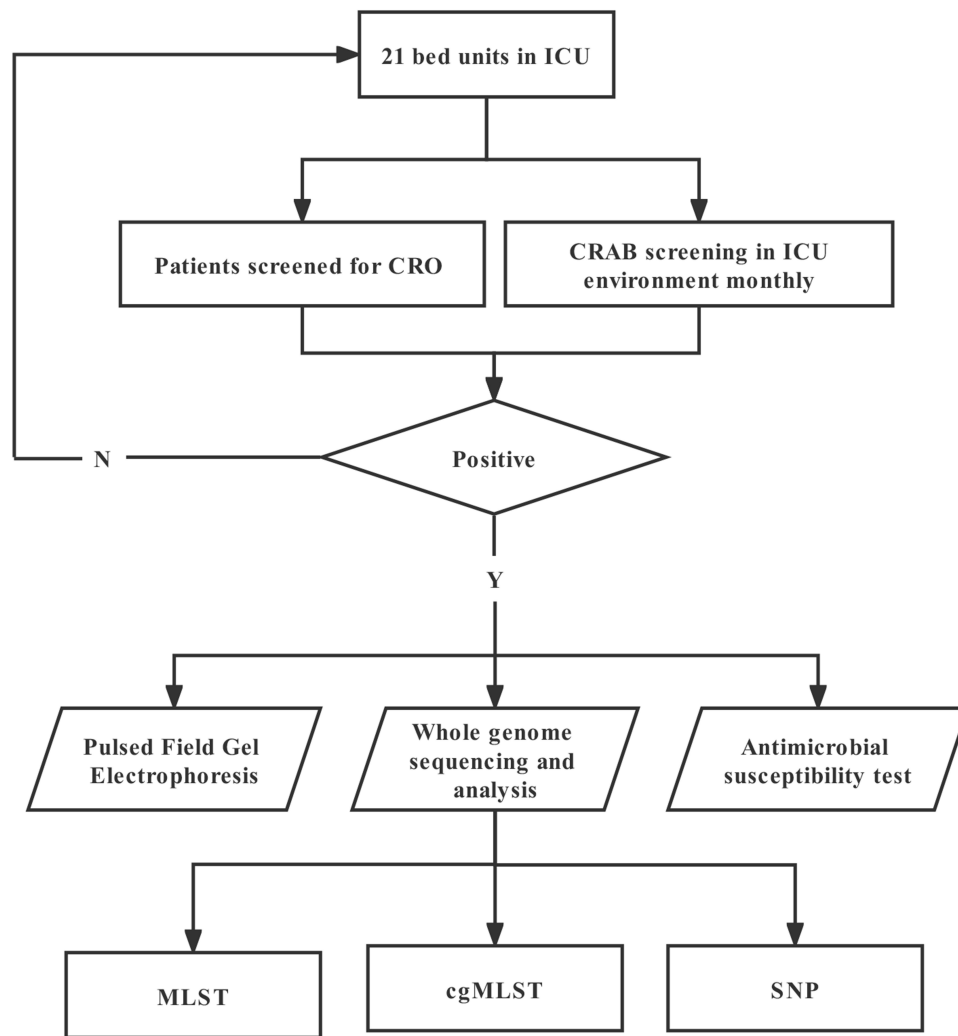 21 bed units in ICU
Patients screened for CRO
CRAB screening in ICU
environment monthly
Positive
N
Y
Pulsed Field Gel
Electrophoresis
Whole genome
sequencing and
analysis
Antimicrobial
susceptibility test
MLST
cgMLST
SNP